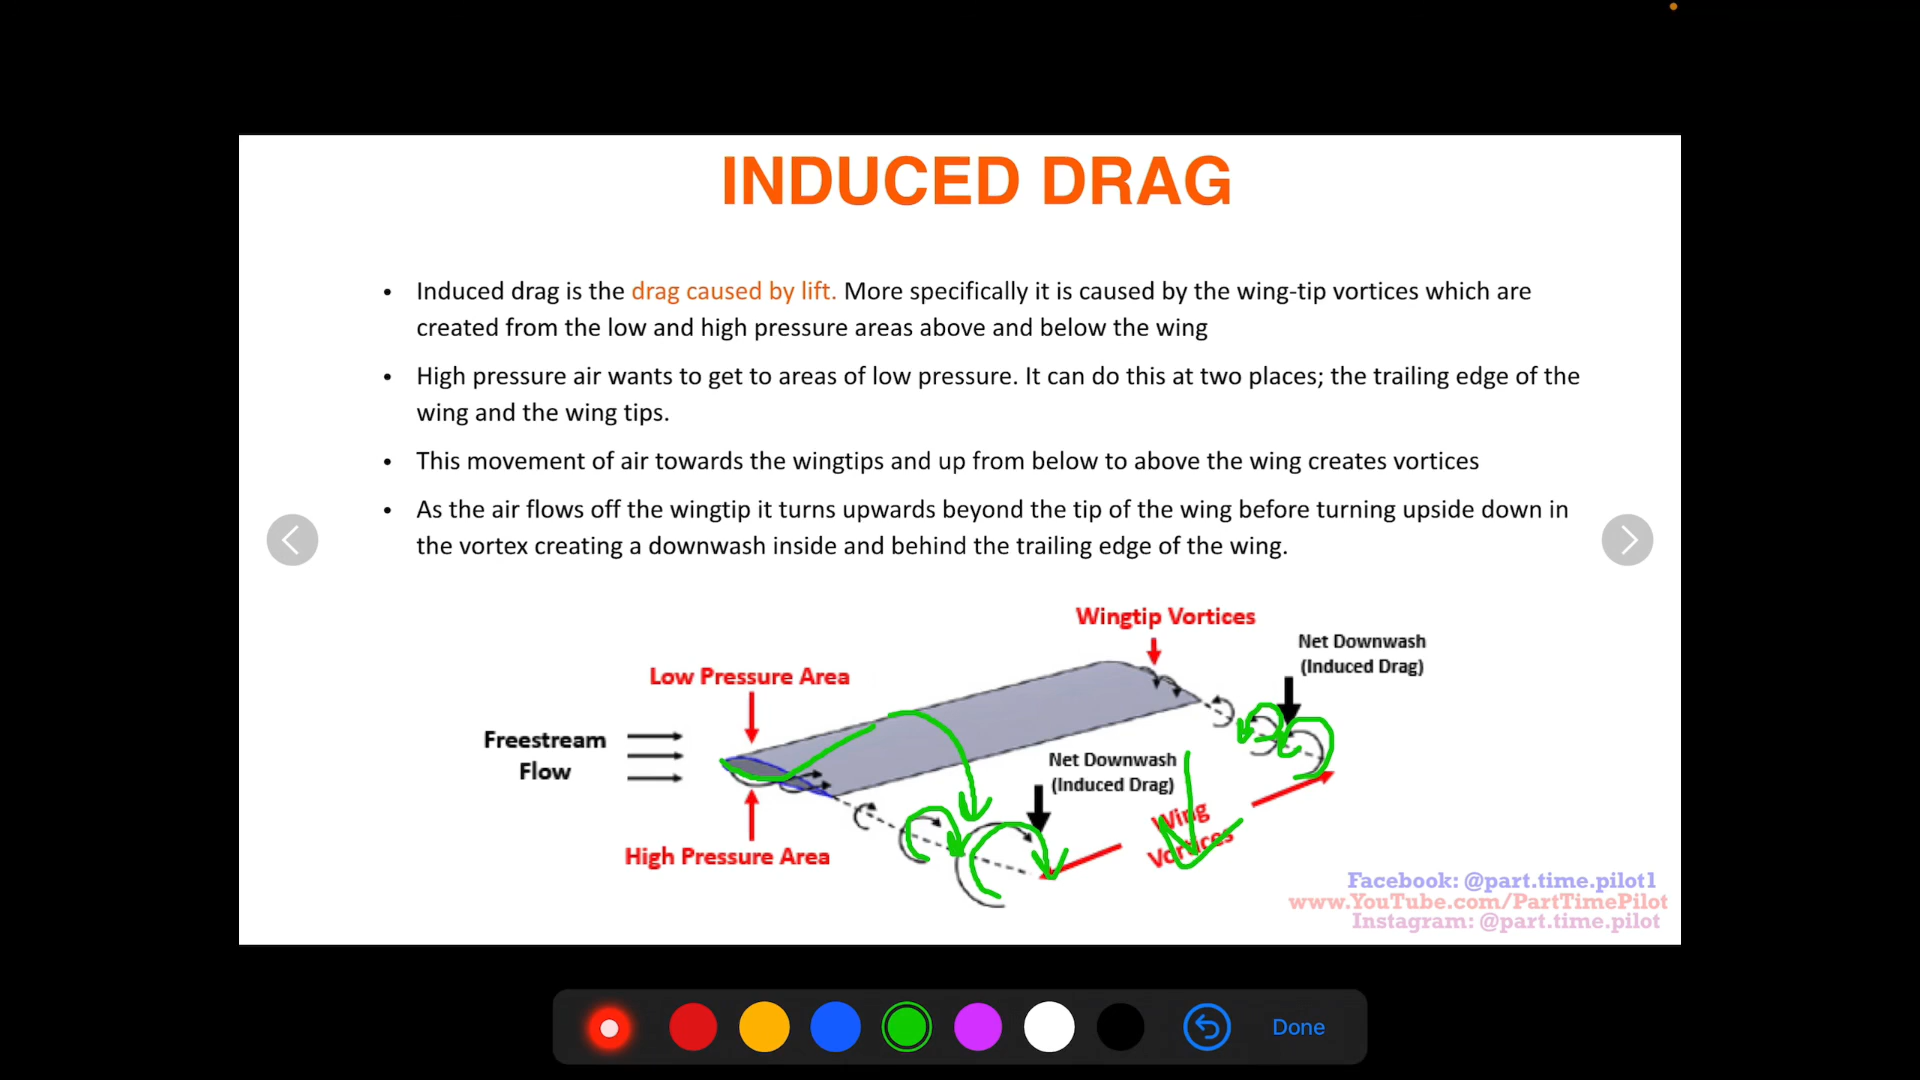 INDUCED DRAG
• Induced drag is the drag caused by lift. More specifically it is caused by the wing-tip vortices which are
created from the low and high pressure areas above and below the wing
• High pressure air wants to get to areas of low pressure. It can do this at two places; the trailing edge of the
wing and the wing tips.
• This movement of air towards the wingtips and up from below to above the wing creates vortices
• As the air flows off the wingtip it turns upwards beyond the tip of the wing before turning upside down in
the vortex creating a downwash inside and behind the trailing edge of the wing.
Wingtip Vortices
Net Downwash
(Induced Drag)
Low Pressure Area
Freestream
Flow
Net Downwash
(Induced Drag)
Wing
Vortices
High Pressure Area
Facebook: @part.time.pilot1
www.YouTube.com/PartTimePilot
Instagram: @part.time.pilot
Done